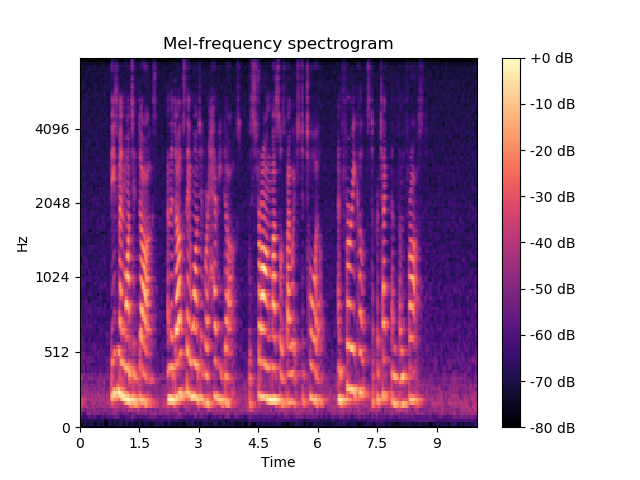 Mel-frequency spectrogram
+0 dB
-10 dB
-20 dB
-30 dB
-40 dB
-50 dB
-60 dB
-70 dB
-80 dB
Hz
4096
2048
1024
512
0
0 1.5 3 4.5 6 7.5 9
Time